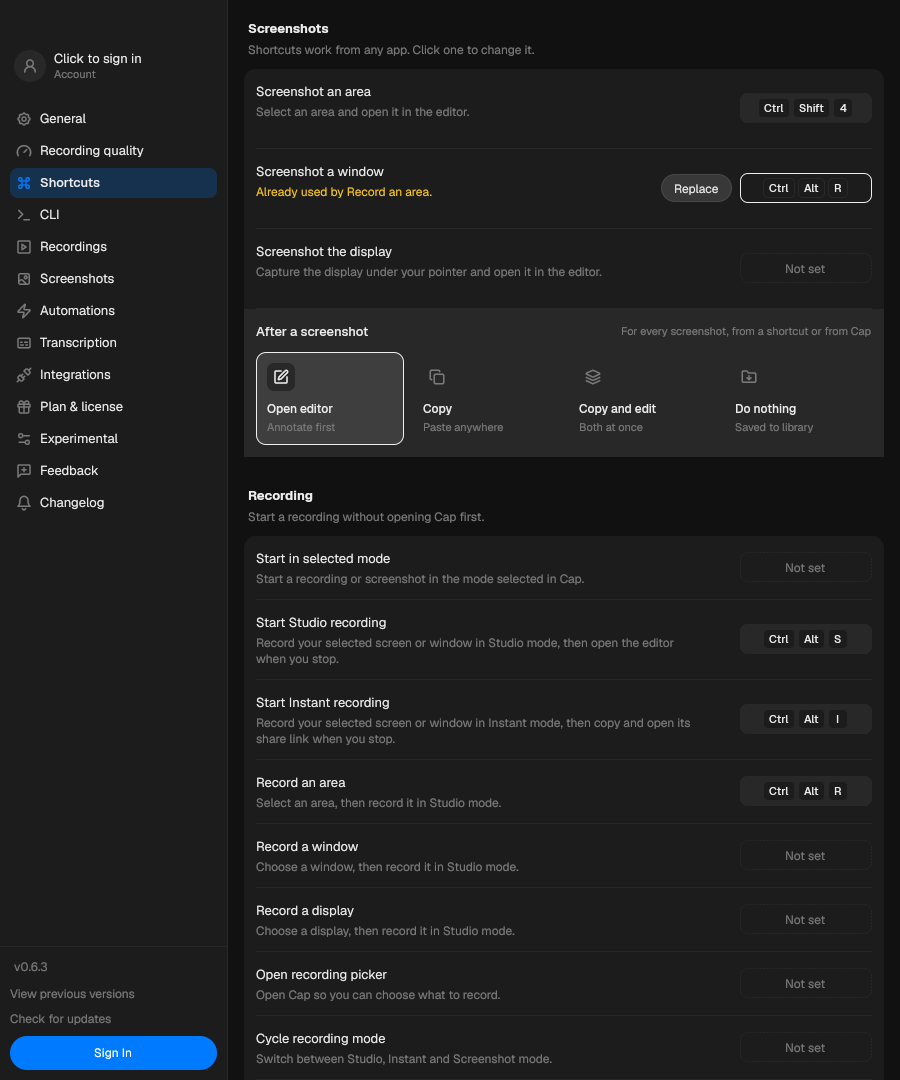 Click to sign in
Account
General
Recording quality
Shortcuts
CLI
Recordings
Screenshots
Automations
Transcription
Integrations
Plan & license
Experimental
Feedback
Changelog
v0.6.3
View previous versions
Check for updates
Sign In
Screenshots
Shortcuts work from any app. Click one to change it.
Screenshot an area
Select an area and open it in the editor.
Ctrl Shift 4
Screenshot a window
Already used by Record an area.
Replace
Ctrl Alt R
Screenshot the display
Capture the display under your pointer and open it in the editor.
Not set
After a screenshot
For every screenshot, from a shortcut or from Cap
Open editor
Annotate first
Copy
Paste anywhere
Copy and edit
Both at once
Do nothing
Saved to library
Recording
Start a recording without opening Cap first.
Start in selected mode
Start a recording or screenshot in the mode selected in Cap.
Not set
Start Studio recording
Record your selected screen or window in Studio mode, then open the editor
when you stop.
Ctrl Alt S
Start Instant recording
Record your selected screen or window in Instant mode, then copy and open its
share link when you stop.
Ctrl Alt I
Record an area
Select an area, then record it in Studio mode.
Ctrl Alt R
Record a window
Choose a window, then record it in Studio mode.
Not set
Record a display
Choose a display, then record it in Studio mode.
Not set
Open recording picker
Open Cap so you can choose what to record.
Not set
Cycle recording mode
Switch between Studio, Instant and Screenshot mode.
Not set